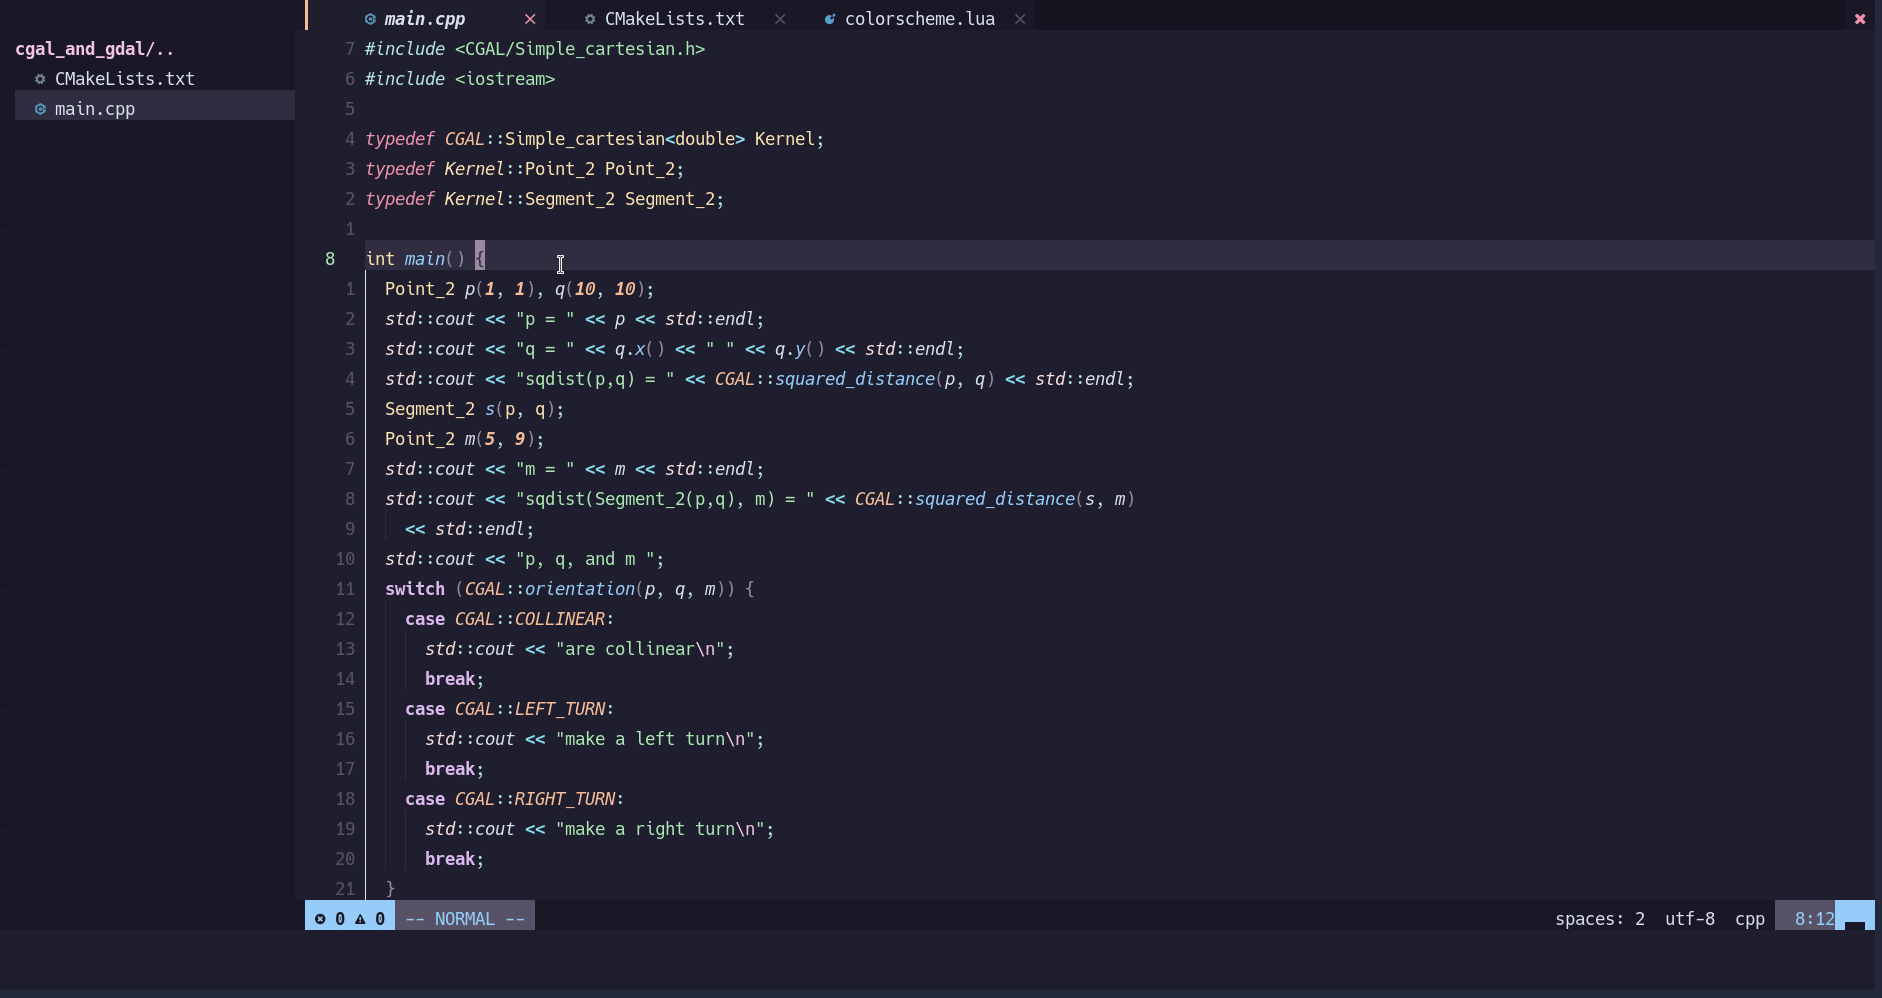 main.cpp × CMakeLists.txt × colorscheme.lua ×
cgal_and_gdal/..
CMakeLists.txt
main.cpp
7 #include <CGAL/Simple_cartesian.h>
6 #include <iostream>
5
4 typedef CGAL::Simple_cartesian<double> Kernel;
3 typedef Kernel::Point_2 Point_2;
2 typedef Kernel::Segment_2 Segment_2;
1
8 int main() {
1 Point_2 p(1, 1), q(10, 10);
2 std::cout << "p = " << p << std::endl;
3 std::cout << "q = " << q.x() << " " << q.y() << std::endl;
4 std::cout << "sqdist(p,q) = " << CGAL::squared_distance(p, q) << std::endl;
5 Segment_2 s(p, q);
6 Point_2 m(5, 9);
7 std::cout << "m = " << m << std::endl;
8 std::cout << "sqdist(Segment_2(p,q), m) = " << CGAL::squared_distance(s, m)
9 << std::endl;
10 std::cout << "p, q, and m ";
11 switch (CGAL::orientation(p, q, m)) {
12 case CGAL::COLLINEAR:
13 std::cout << "are collinear\n";
14 break;
15 case CGAL::LEFT_TURN:
16 std::cout << "make a left turn\n";
17 break;
18 case CGAL::RIGHT_TURN:
19 std::cout << "make a right turn\n";
20 break;
21 }
0 0 -- NORMAL -- spaces: 2 utf-8 cpp 8:12